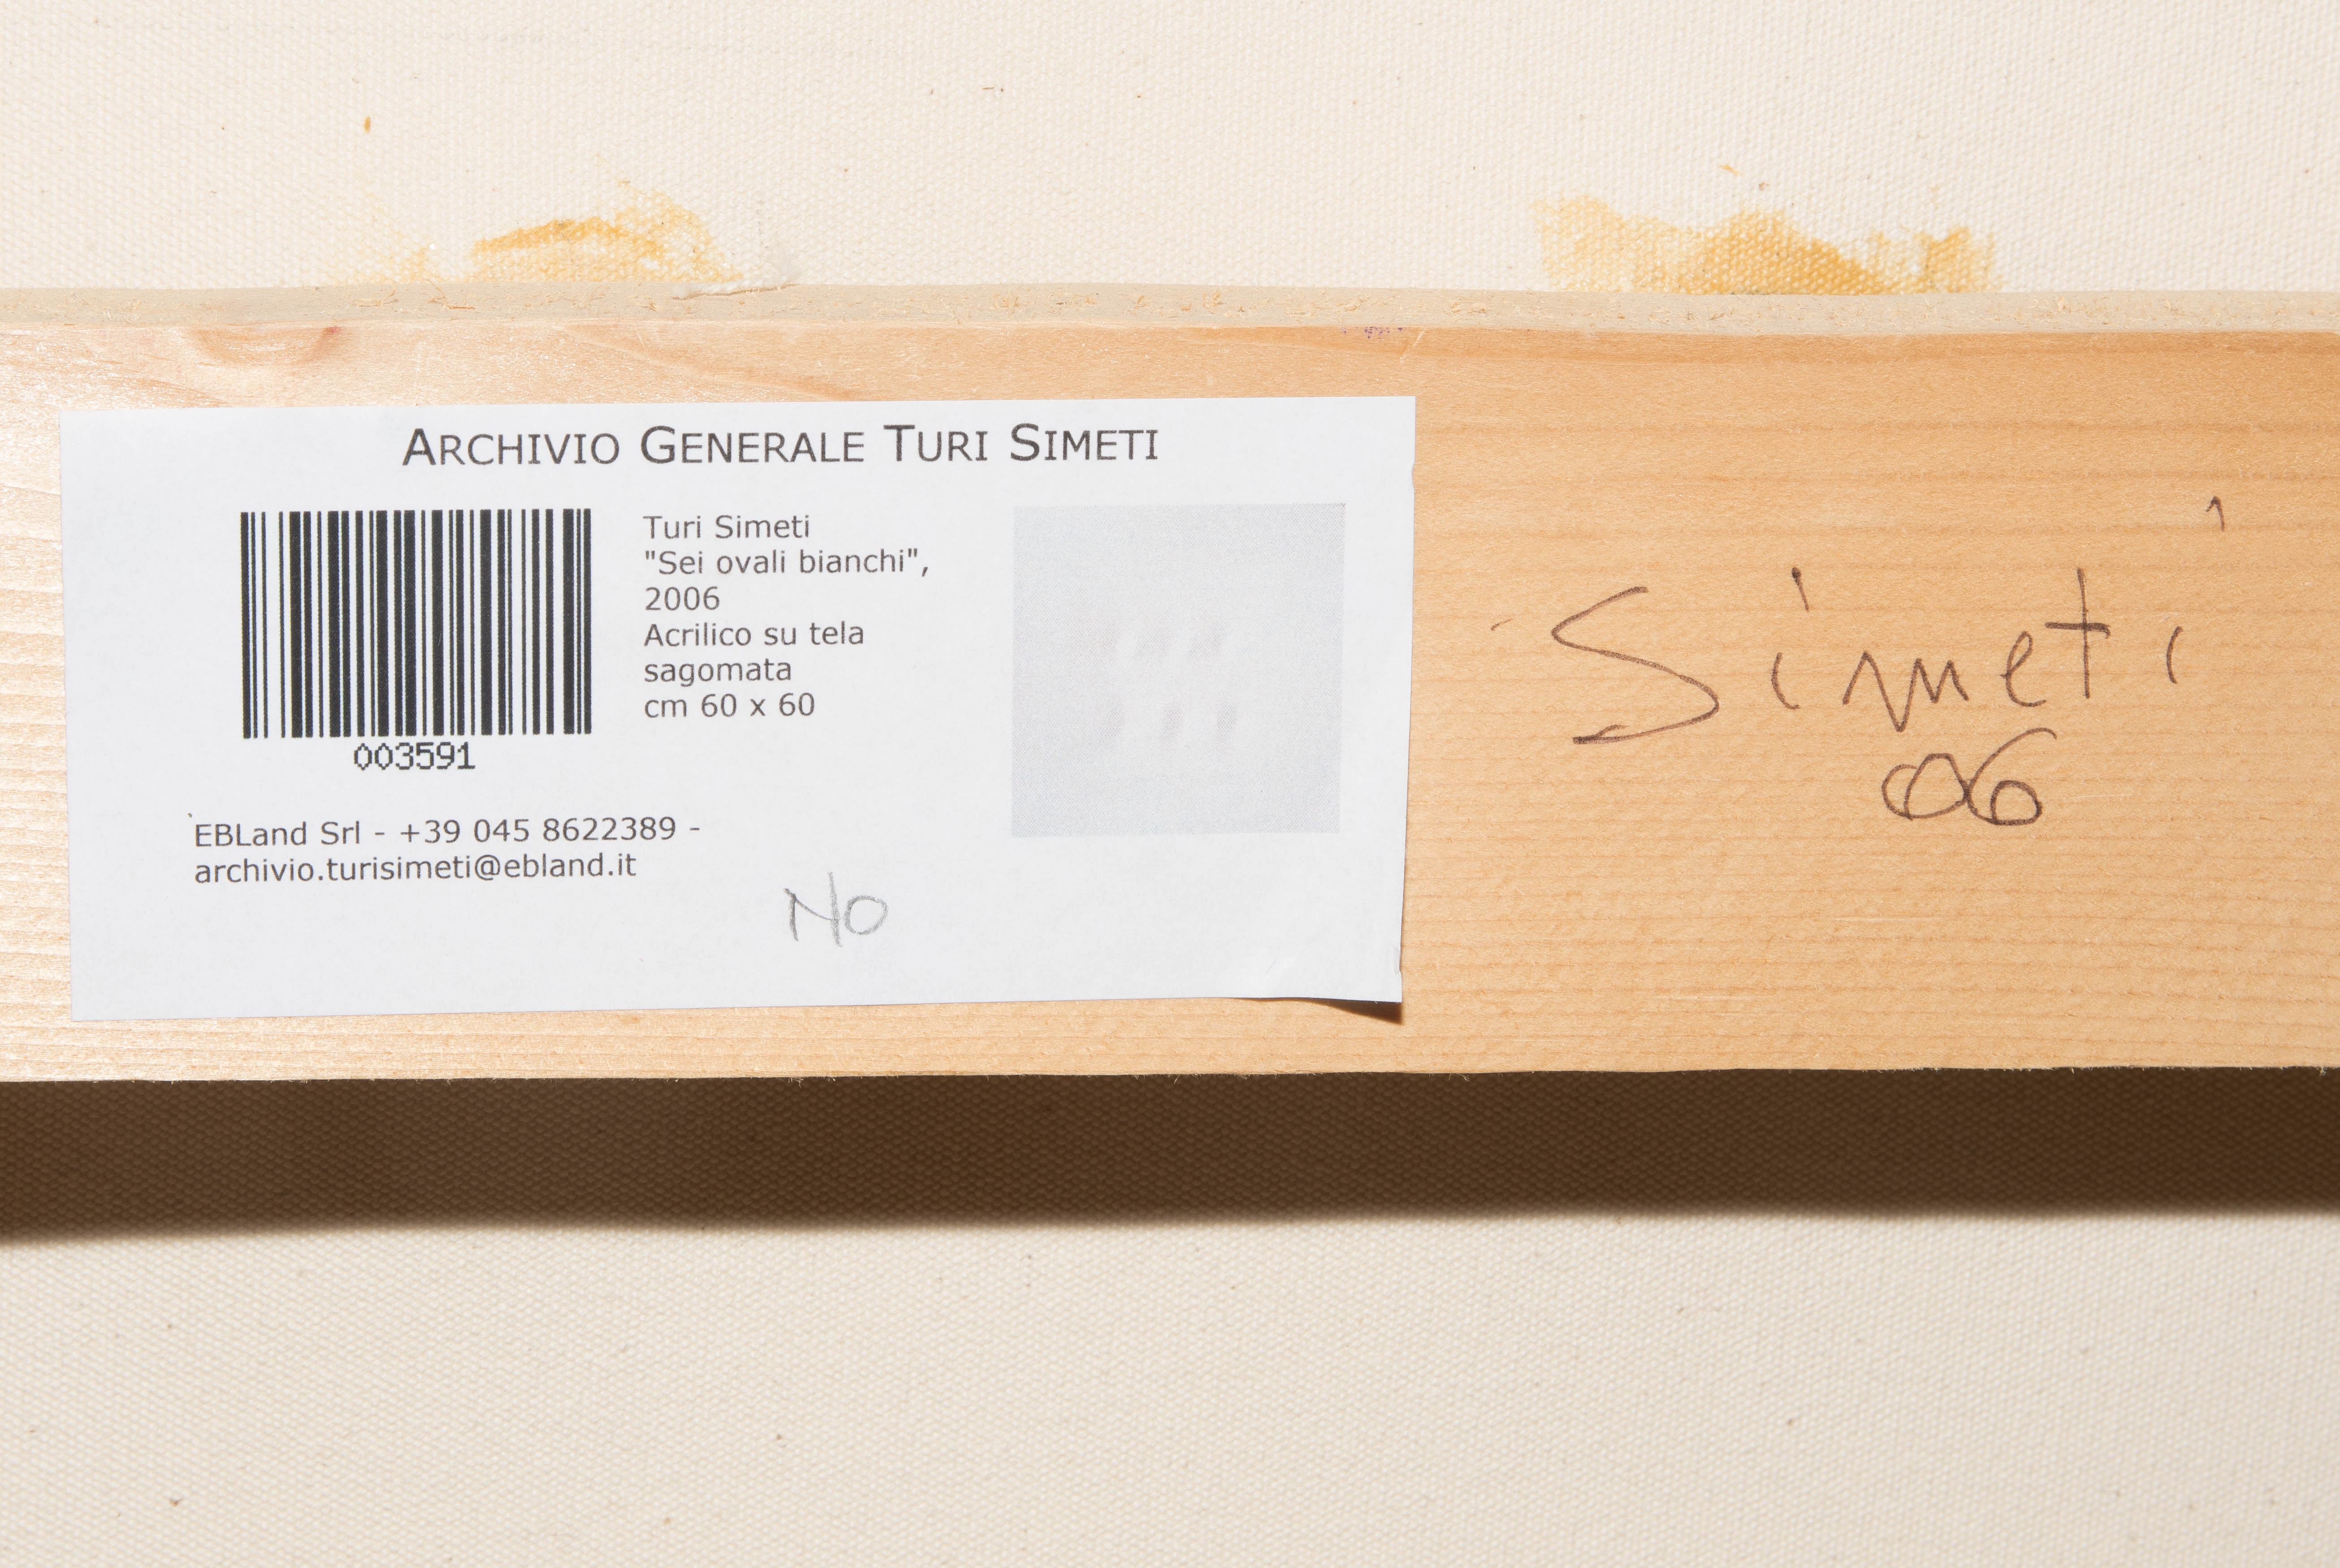 ARCHIVIO GENERALE TURI SIMETI
Turi Simeti
"Sei ovali bianchi",
2006
Acrilico su tela
sagomata
cm 60 x 60
003591
EBLand Srl - +39 045 8622389 -
archivio.turisimeti@ebland.it
NO
Simeti
06